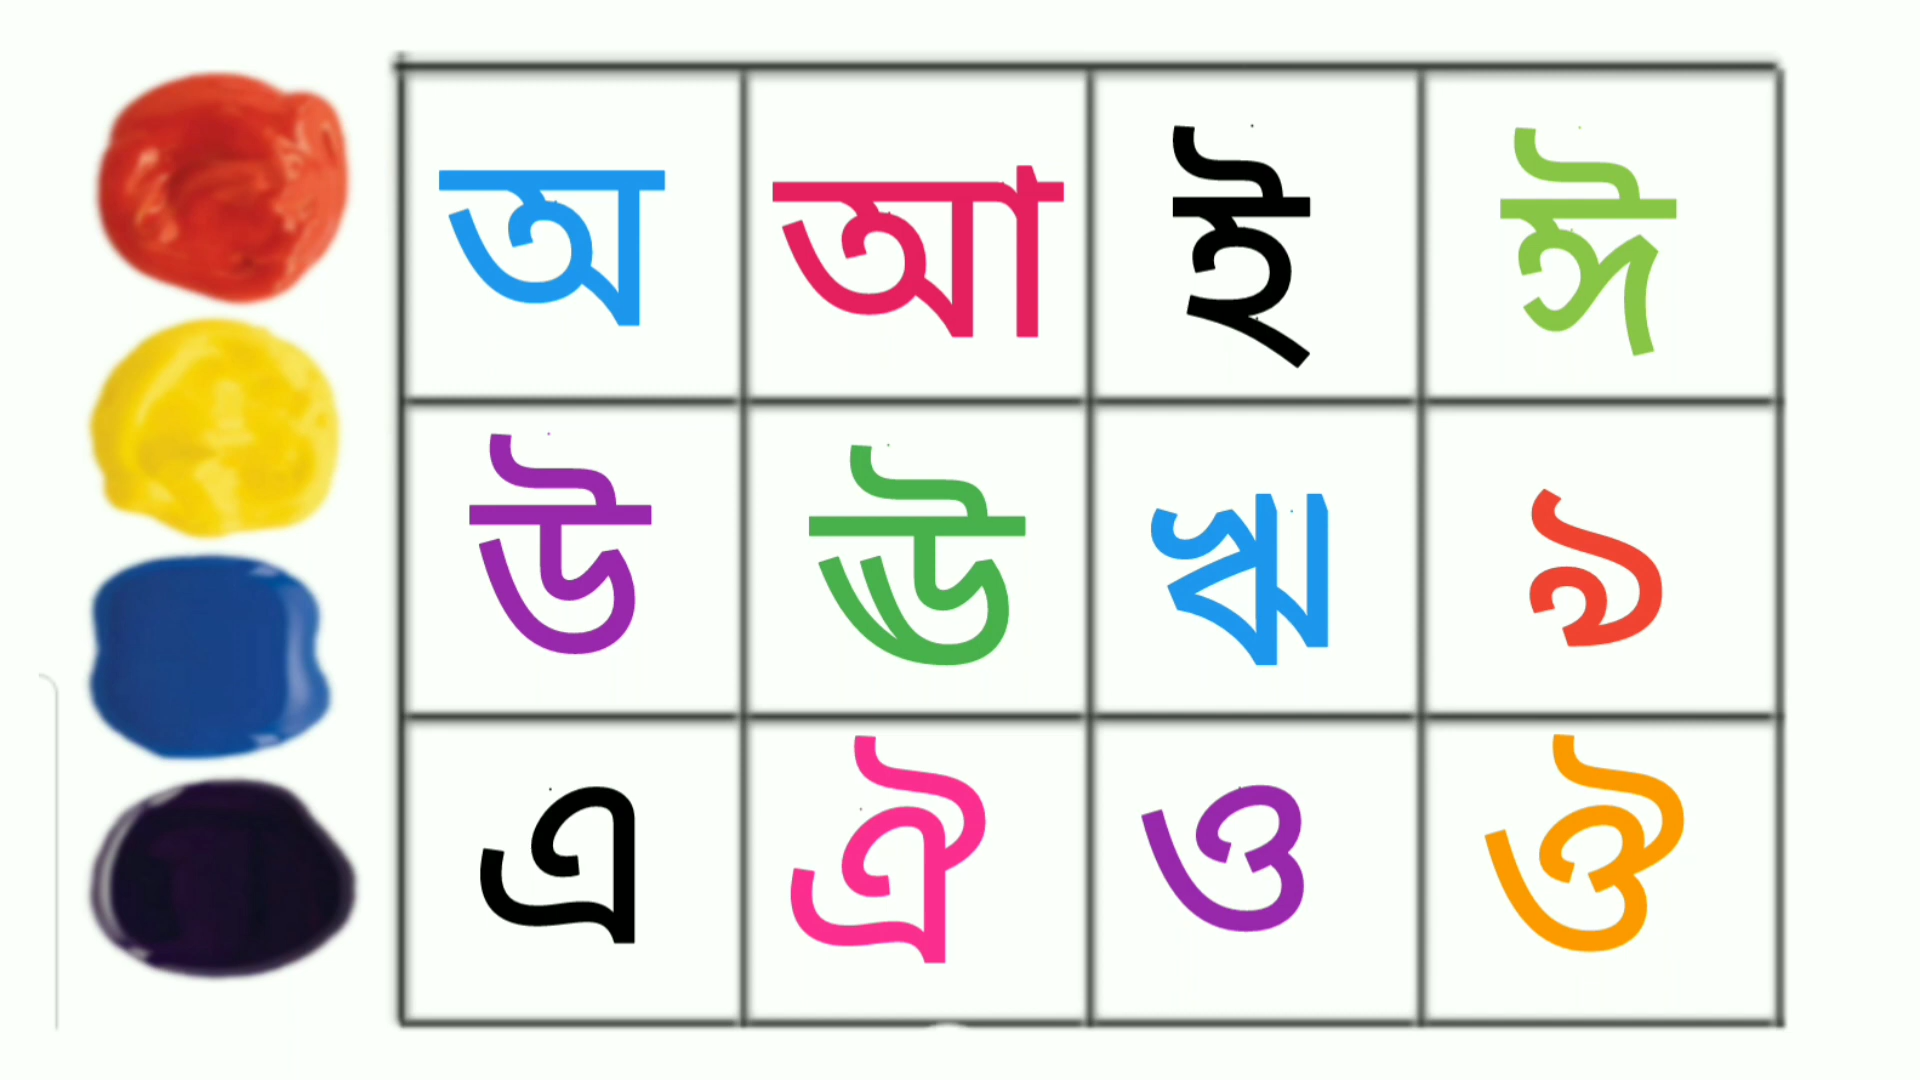 অ আ ই ঈ
উ ঊ ঋ ঌ
এ ঐ ও ঔ